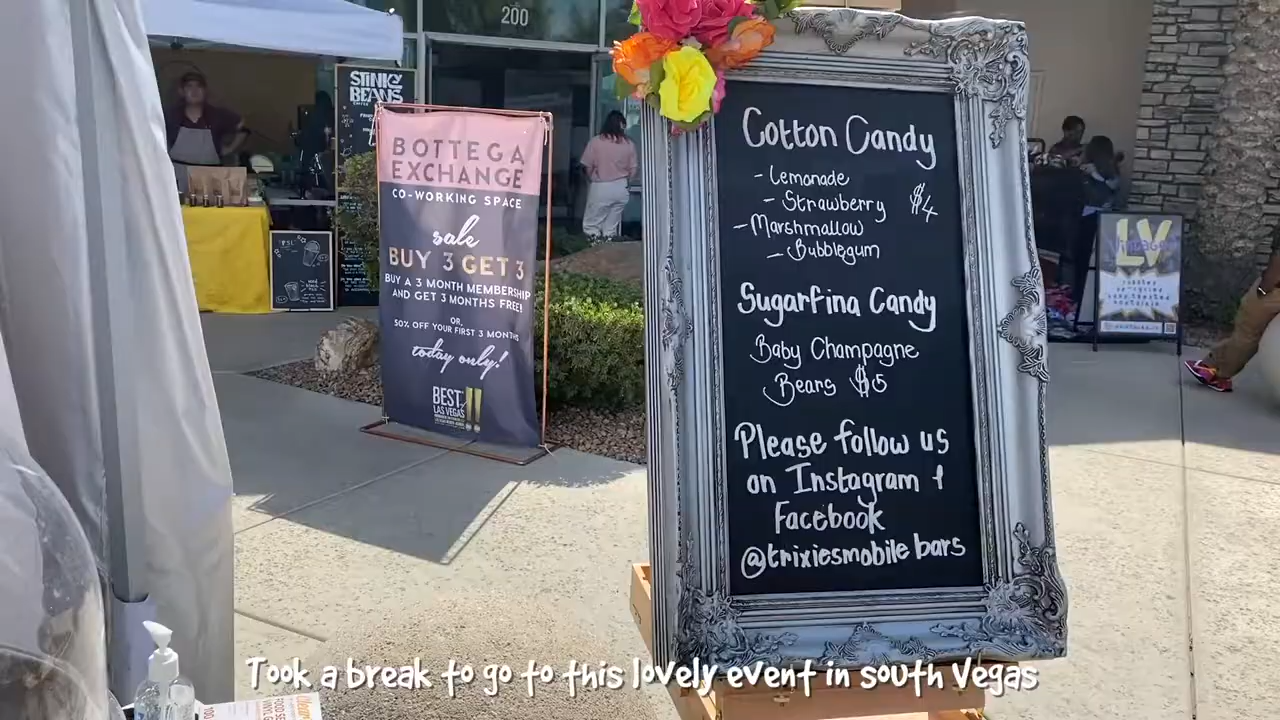 200
STINKY
BEANS
BOTTEGA
EXCHANGE
CO-WORKING SPACE
sale
BUY 3 GET 3
BUY A 3 MONTH MEMBERSHIP
AND GET 3 MONTHS FREE!
OR,
50% OFF YOUR FIRST 3 MONTHS
today only!
BEST
LAS VEGAS
Cotton Candy
- Lemonade
- Strawberry $4
- Marshmallow
- Bubblegum
Sugarfina Candy
Baby Champagne
Bears $5
Please follow us
on Instagram &
Facebook
@trixiesmobilebars
LV
VINTAGE
Took a break to go to this lovely event in south Vegas